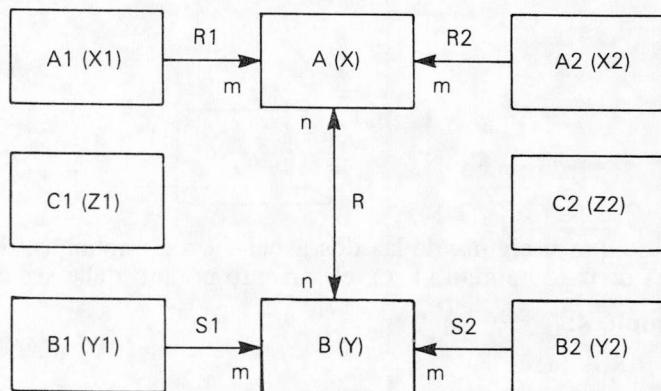 A1 (X1) R1 m A (X) R2 m A2 (X2)
n
C1 (Z1) R C2 (Z2)
n
B1 (Y1) S1 m B (Y) S2 m B2 (Y2)